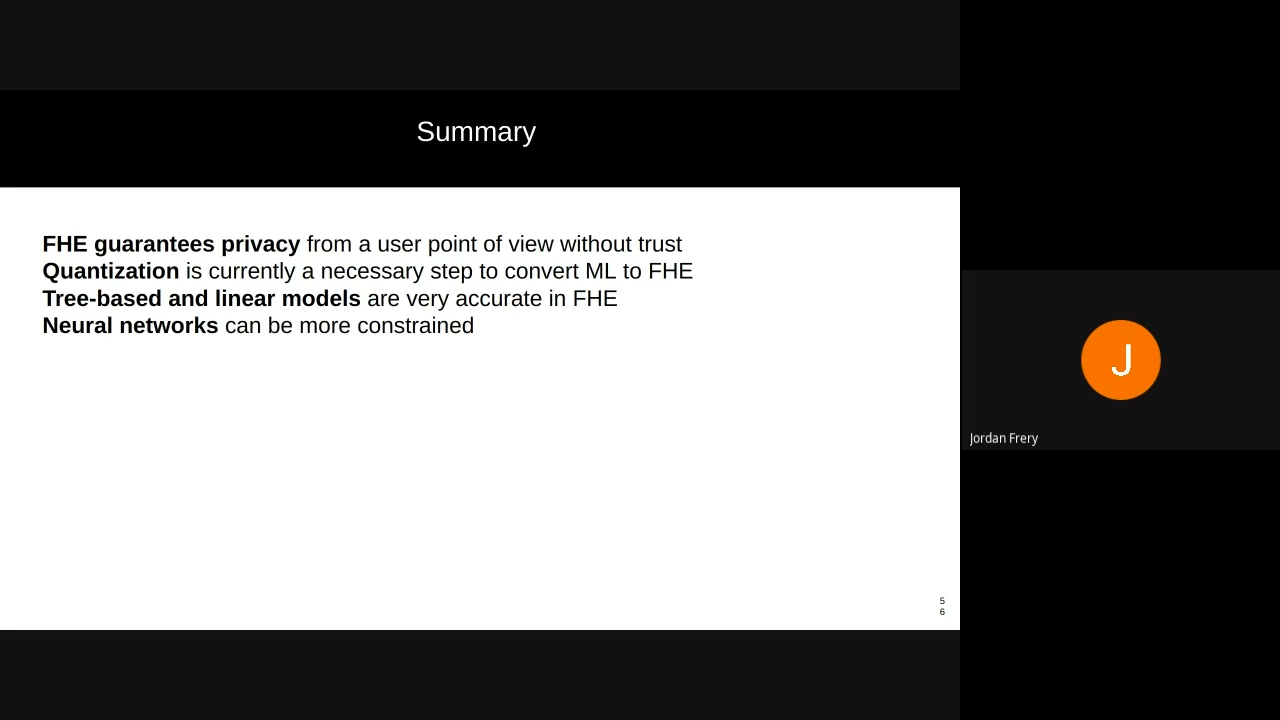 Summary
FHE guarantees privacy from a user point of view without trust
Quantization is currently a necessary step to convert ML to FHE
Tree-based and linear models are very accurate in FHE
Neural networks can be more constrained
5
6
J
Jordan Frery